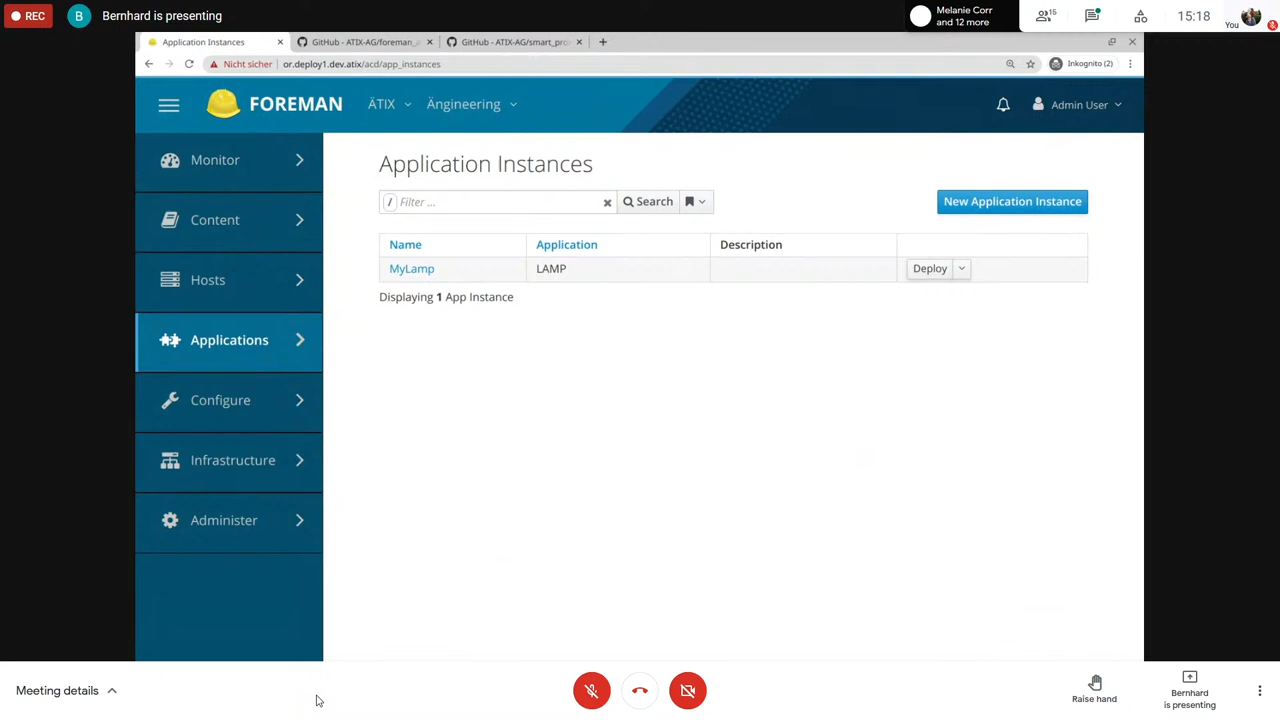 REC
B
Bernhard is presenting
Melanie Corr
and 12 more
15
15:18
You
Application Instances
GitHub - ATIX-AG/foreman_a
GitHub - ATIX-AG/smart_pro
Nicht sicher
or.deploy1.dev.atix/acd/app_instances
Inkognito (2)
FOREMAN
ÄTIX
Ängineering
Admin User
Monitor
Content
Hosts
Applications
Configure
Infrastructure
Administer
Application Instances
/ Filter ...
Search
New Application Instance
Name Application Description
MyLamp LAMP Deploy
Displaying 1 App Instance
Meeting details
Raise hand
Bernhard
is presenting